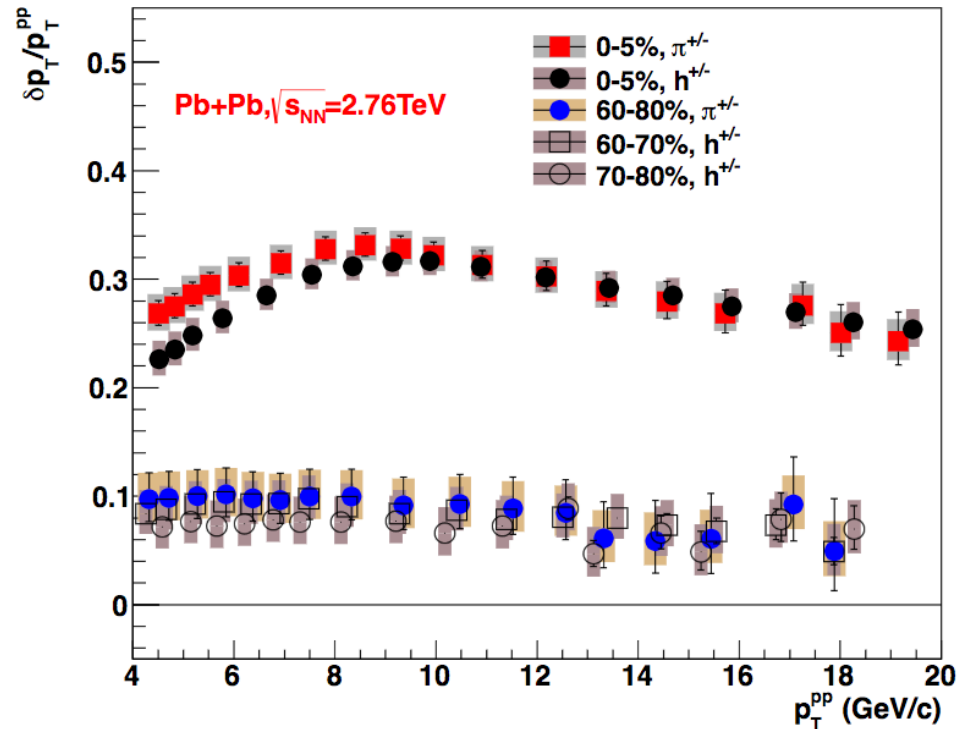 δp_T/p_T^pp
0.5
0.4
0.3
0.2
0.1
0
Pb+Pb,√s_NN=2.76TeV
0-5%, π^+/-
0-5%, h^+/-
60-80%, π^+/-
60-70%, h^+/-
70-80%, h^+/-
4 6 8 10 12 14 16 18 20
p_T^pp (GeV/c)